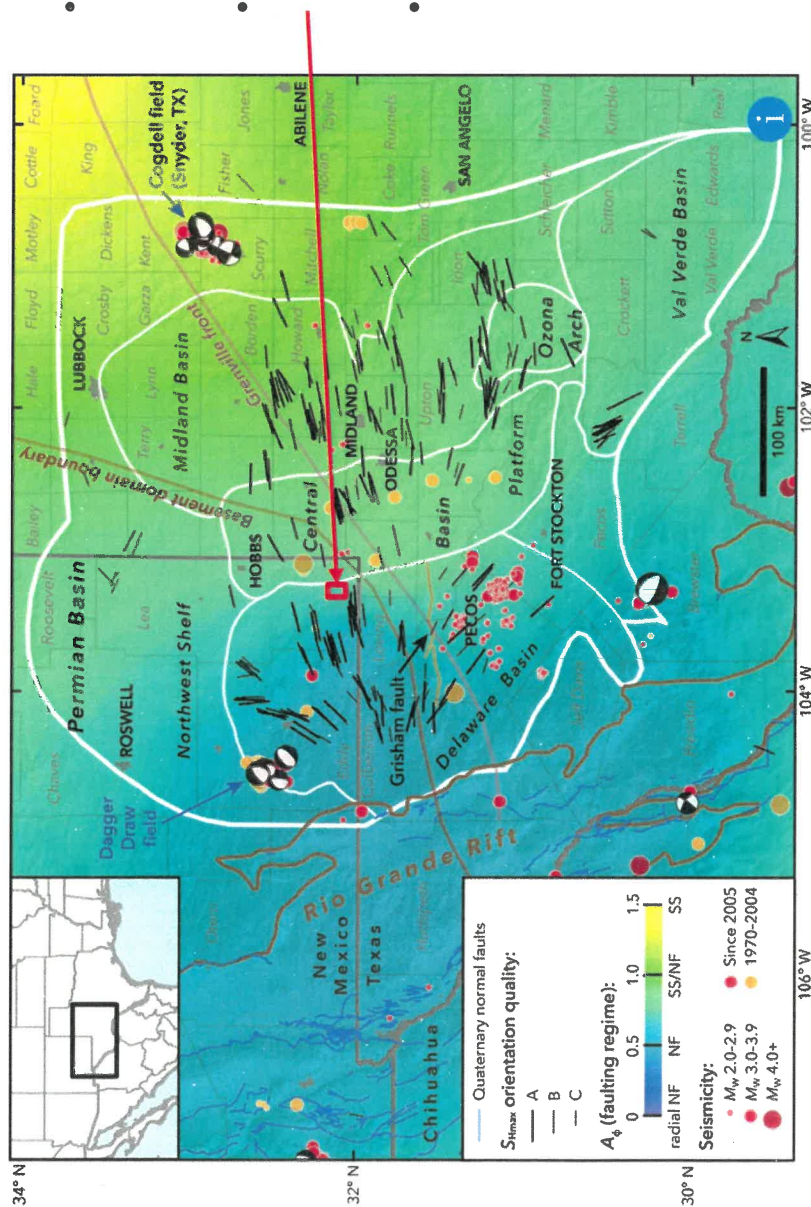 34° N
32° N
30° N
106° W
104° W
102° W
100° W
Chaves
Roosevelt
Bailey
Hale
Floyd
Motley
Cottle
Foard
Permian Basin
LUBBOCK
Crosby
Dickens
King
ROSWELL
Lea
Terry
Lynn
Garza
Kent
Cogdell field
(Snyder, TX)
Dagger
Draw
field
Northwest Shelf
Basement domain boundary
Midland Basin
Grenville front
Borden
Scurry
Fisher
Jones
HOBBS
Howard
Mitchell
Nolan
Taylor
ABILENE
Rio Grande Rift
New
Mexico
Texas
Central
Basin
Platform
MIDLAND
ODESSA
Grisham fault
Delaware Basin
PECOS
Upton
Irion
Tom Green
Coke
Runnels
SAN ANGELO
FORT STOCKTON
Ozona
Arch
Schleicher
Menard
Crockett
Sutton
Kimble
Pecos
Terrell
Val Verde Basin
Val Verde
Edwards
Real
Chihuahua
N
100 km
i
Quaternary normal faults
SHmax orientation quality:
A
B
C
Aϕ (faulting regime):
0 0.5 1.0 1.5
radial NF NF SS/NF SS
Seismicity:
Mw 2.0-2.9
Mw 3.0-3.9
Mw 4.0+
Since 2005
1970-2004